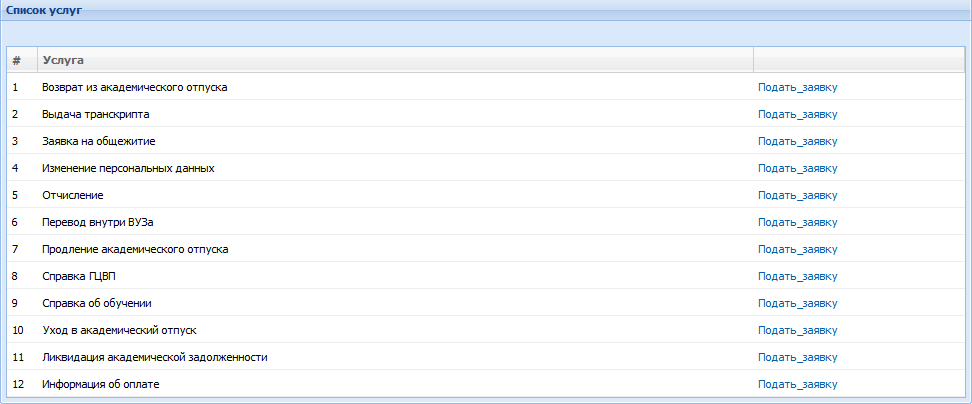 Список услуг
# Услуга
1 Возврат из академического отпуска Подать_заявку
2 Выдача транскрипта Подать_заявку
3 Заявка на общежитие Подать_заявку
4 Изменение персональных данных Подать_заявку
5 Отчисление Подать_заявку
6 Перевод внутри ВУЗа Подать_заявку
7 Продление академического отпуска Подать_заявку
8 Справка ГЦВП Подать_заявку
9 Справка об обучении Подать_заявку
10 Уход в академический отпуск Подать_заявку
11 Ликвидация академической задолженности Подать_заявку
12 Информация об оплате Подать_заявку